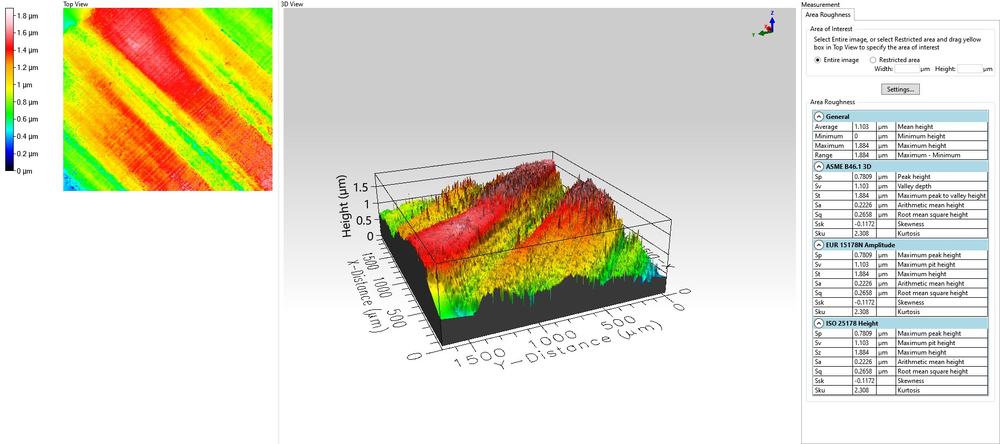 Top View
1.8 µm
1.6 µm
1.4 µm
1.2 µm
1 µm
0.8 µm
0.6 µm
0.4 µm
0.2 µm
0 µm
3D View
Z
X
Y
Height (µm)
1.5
1
0.5
0
1500
1000
500
0
X-Distance (µm)
1500
1000
500
0
0
Y-Distance (µm)
Measurement
Area Roughness
Area of Interest
Select Entire image, or select Restricted area and drag yellow
box in Top View to specify the area of interest
Entire image Restricted area
Width: µm Height: µm
Settings...
Area Roughness
General
Average 1.103 µm Mean height
Minimum 0 µm Minimum height
Maximum 1.884 µm Maximum height
Range 1.884 µm Maximum - Minimum
ASME B46.1 3D
Sp 0.7809 µm Peak height
Sv 1.103 µm Valley depth
St 1.884 µm Maximum peak to valley height
Sa 0.2226 µm Arithmetic mean height
Sq 0.2658 µm Root mean square height
Ssk -0.1172 Skewness
Sku 2.308 Kurtosis
EUR 15178N Amplitude
Sp 0.7809 µm Maximum peak height
Sv 1.103 µm Maximum pit height
St 1.884 µm Maximum height
Sa 0.2226 µm Arithmetic mean height
Sq 0.2658 µm Root mean square height
Ssk -0.1172 Skewness
Sku 2.308 Kurtosis
ISO 25178 Height
Sp 0.7809 µm Maximum peak height
Sv 1.103 µm Maximum pit height
Sz 1.884 µm Maximum height
Sa 0.2226 µm Arithmetic mean height
Sq 0.2658 µm Root mean square height
Ssk -0.1172 Skewness
Sku 2.308 Kurtosis